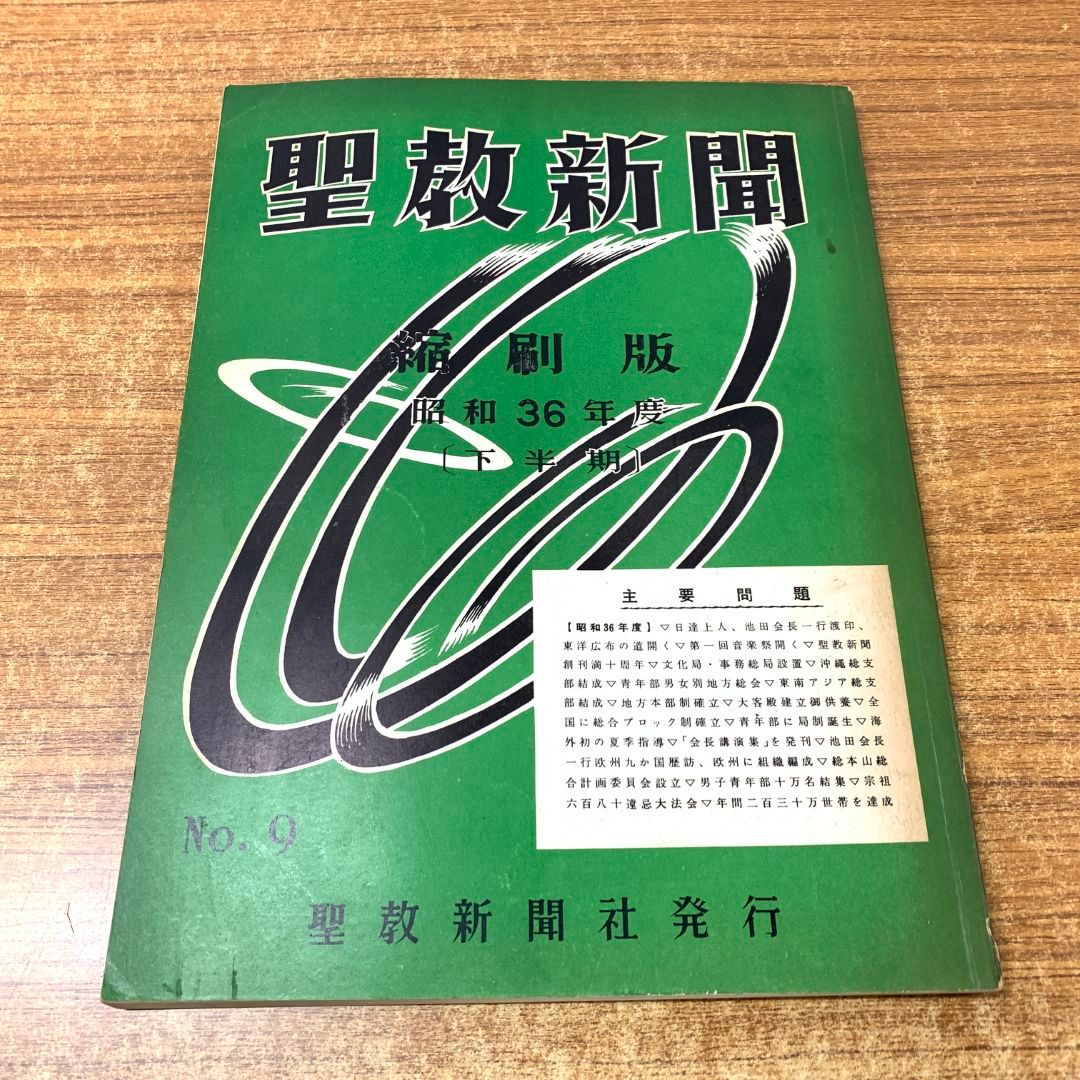 聖教新聞
縮刷版
昭和36年度
〔下半期〕
主要問題
【昭和36年度】▽日達上人、池田会長一行渡印、
東洋広布の道開く▽第一回音楽祭開く▽聖教新聞
創刊満十周年▽文化局・事務総局設置▽沖縄総支
部結成▽青年部男女別地方総会▽東南アジア総支
部結成▽地方本部制確立▽大客殿建立御供養▽全
国に総合ブロック制確立▽青年部に局制誕生▽海
外初の夏季指導▽「会長講演集」を発刊▽池田会長
一行欧州九か国歴訪、欧州に組織編成▽総本山総
合計画委員会設立▽男子青年部十万名結集▽宗祖
六百八十遠忌大法会▽年間二百三十万世帯を達成
No. 9
聖教新聞社発行